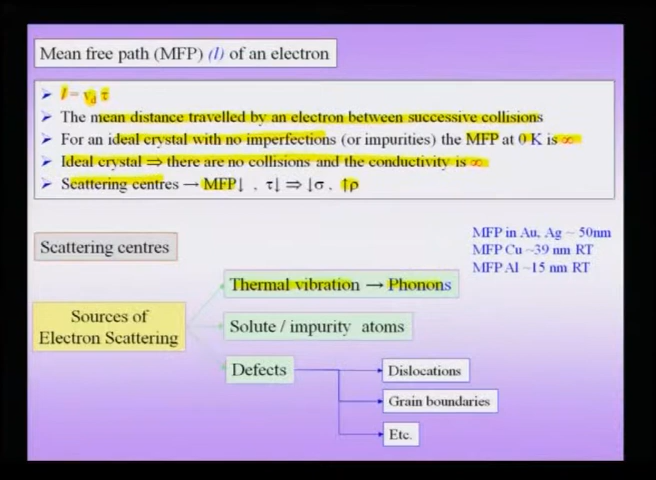 Mean free path (MFP) (l) of an electron
➢ l = v_d τ
➢ The mean distance travelled by an electron between successive collisions
➢ For an ideal crystal with no imperfections (or impurities) the MFP at 0 K is ∞
➢ Ideal crystal ⇒ there are no collisions and the conductivity is ∞
➢ Scattering centres → MFP↓ , τ↓ ⇒ ↓σ , ↑ρ
Scattering centres
MFP in Au, Ag ~ 50nm
MFP Cu ~39 nm RT
MFP Al ~15 nm RT
Thermal vibration → Phonons
Sources of
Electron Scattering
Solute / impurity atoms
Defects
Dislocations
Grain boundaries
Etc.